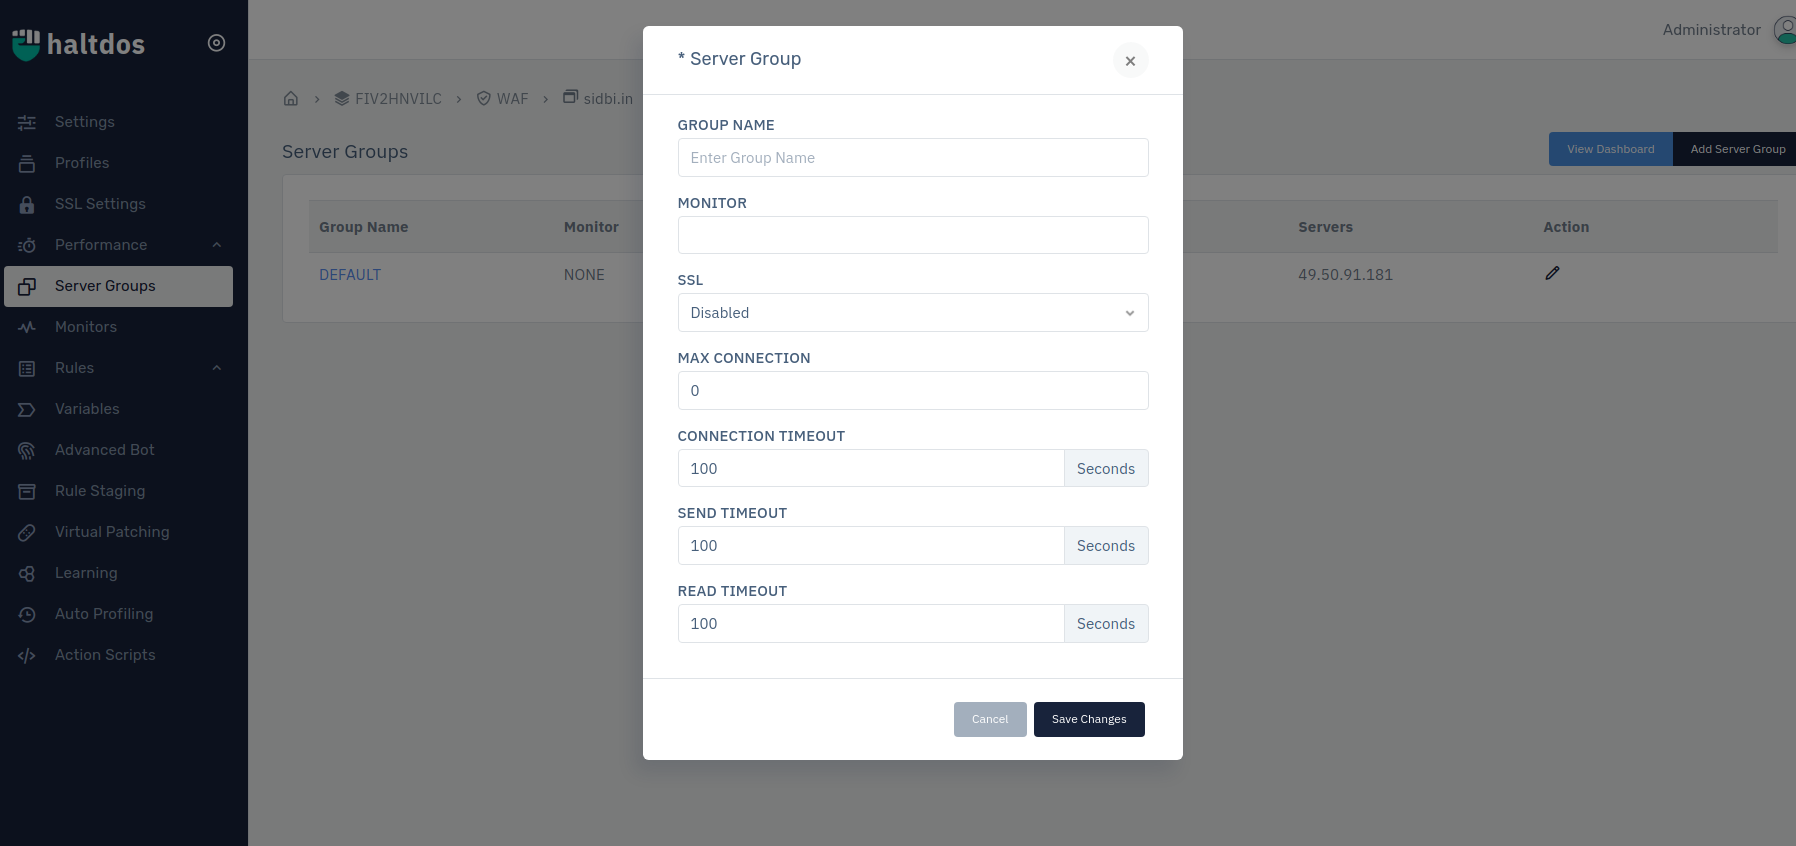 haltdos
Administrator
FIV2HNVILC
WAF
sidbi.in
Settings
Profiles
SSL Settings
Performance
Server Groups
Monitors
Rules
Variables
Advanced Bot
Rule Staging
Virtual Patching
Learning
Auto Profiling
Action Scripts
Server Groups
View Dashboard
Add Server Group
Group Name
Monitor
Servers
Action
DEFAULT
NONE
49.50.91.181
* Server Group
×
GROUP NAME
Enter Group Name
MONITOR
SSL
Disabled
MAX CONNECTION
0
CONNECTION TIMEOUT
100 Seconds
SEND TIMEOUT
100 Seconds
READ TIMEOUT
100 Seconds
Cancel
Save Changes